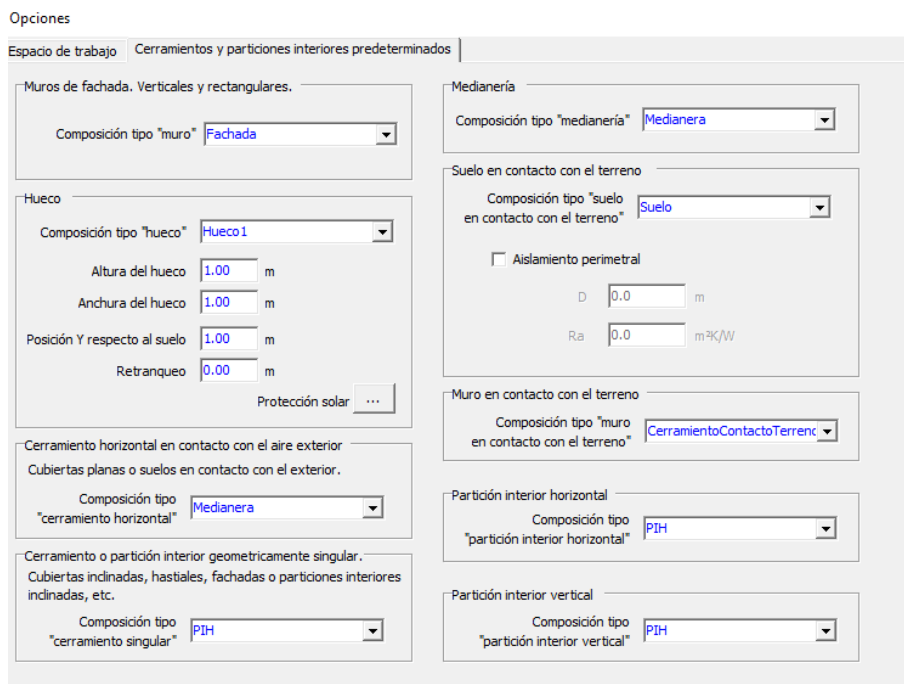 Opciones
Espacio de trabajo
Cerramientos y particiones interiores predeterminados
Muros de fachada. Verticales y rectangulares.
Composición tipo "muro" Fachada
Hueco
Composición tipo "hueco" Hueco1
Altura del hueco 1.00 m
Anchura del hueco 1.00 m
Posición Y respecto al suelo 1.00 m
Retranqueo 0.00 m
Protección solar ...
Cerramiento horizontal en contacto con el aire exterior
Cubiertas planas o suelos en contacto con el exterior.
Composición tipo
"cerramiento horizontal" Medianera
Cerramiento o partición interior geometricamente singular.
Cubiertas inclinadas, hastiales, fachadas o particiones interiores
inclinadas, etc.
Composición tipo
"cerramiento singular" PIH
Medianería
Composición tipo "medianería" Medianera
Suelo en contacto con el terreno
Composición tipo "suelo
en contacto con el terreno" Suelo
Aislamiento perimetral
D 0.0 m
Ra 0.0 m²K/W
Muro en contacto con el terreno
Composición tipo "muro
en contacto con el terreno" CerramientoContactoTerrenc
Partición interior horizontal
Composición tipo
"partición interior horizontal" PIH
Partición interior vertical
Composición tipo
"partición interior vertical" PIH